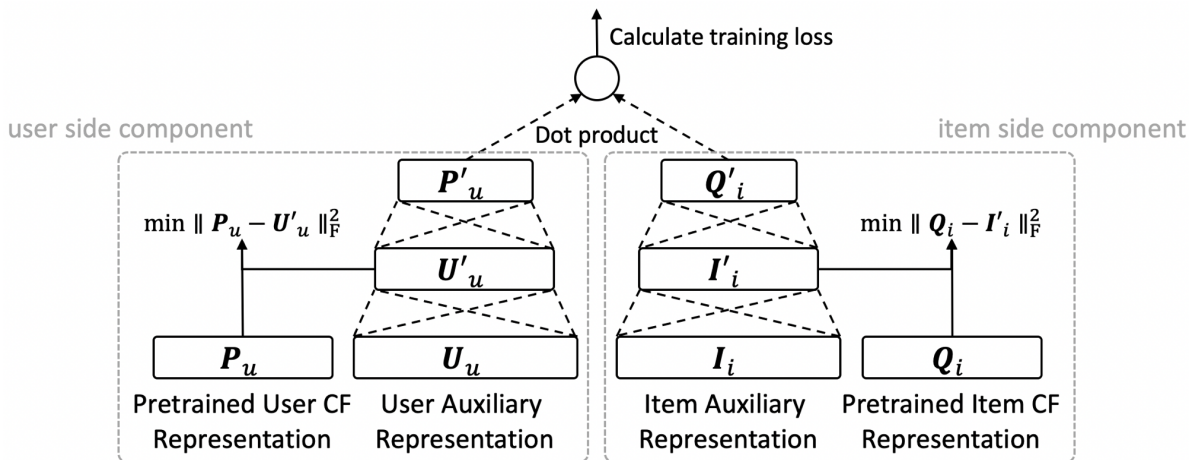 Calculate training loss
user side component
Dot product
item side component
P'u
Q'i
min ‖ Pu − U'u ‖²F
min ‖ Qi − I'i ‖²F
U'u
I'i
Pu
Uu
Ii
Qi
Pretrained User CF
Representation
User Auxiliary
Representation
Item Auxiliary
Representation
Pretrained Item CF
Representation